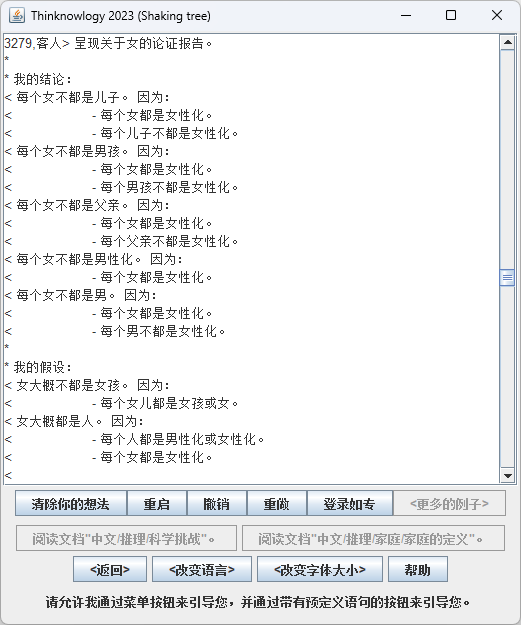 Thinknowlogy 2023 (Shaking tree)
3279,客人> 呈现关于女的论证报告。
*
* 我的结论：
< 每个女不都是儿子。 因为：
< - 每个女都是女性化。
< - 每个儿子不都是女性化。
< 每个女不都是男孩。 因为：
< - 每个女都是女性化。
< - 每个男孩不都是女性化。
< 每个女不都是父亲。 因为：
< - 每个女都是女性化。
< - 每个父亲不都是女性化。
< 每个女不都是男性化。 因为：
< - 每个女都是女性化。
< 每个女不都是男。 因为：
< - 每个女都是女性化。
< - 每个男不都是女性化。
*
* 我的假设：
< 女大概不都是女孩。 因为：
< - 每个女儿都是女孩或女。
< 女大概都是人。 因为：
< - 每个人都是男性化或女性化。
< - 每个女都是女性化。
<
清除你的想法 重启 撤销 重做 登录如专 <更多的例子>
阅读文档"中文/推理/科学挑战"。 阅读文档"中文/推理/家庭/家庭的定义"。
<返回> <改变语言> <改变字体大小> 帮助
请允许我通过菜单按钮来引导您，并通过带有预定义语句的按钮来引导您。